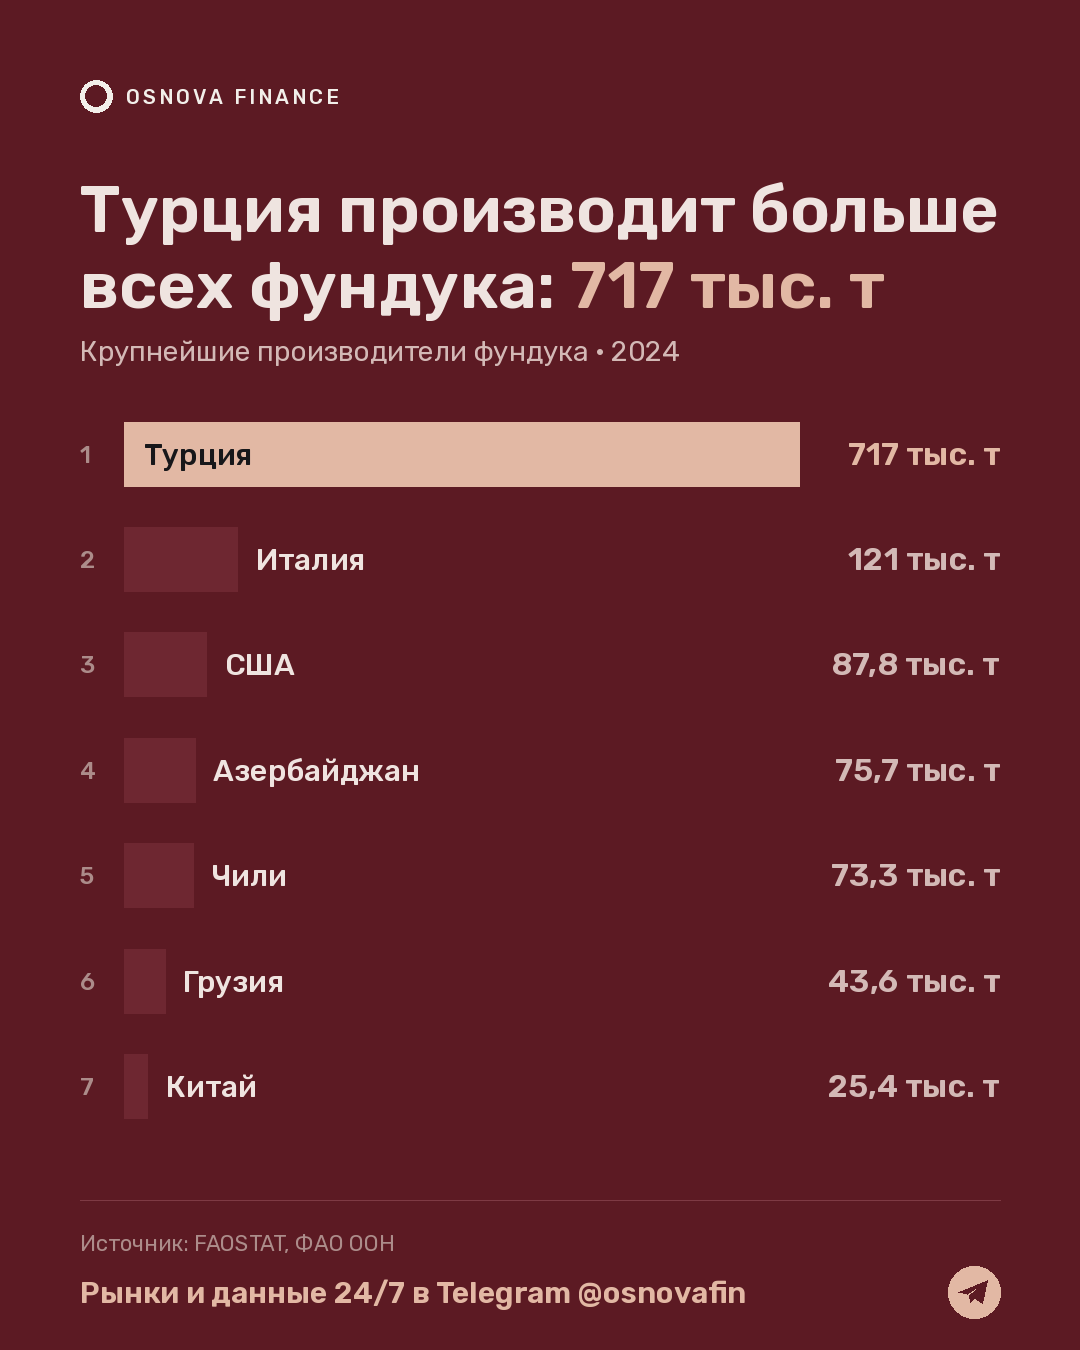 OSNOVA FINANCE
Турция производит больше
всех фундука: 717 тыс. т
Крупнейшие производители фундука • 2024
1 Турция 717 тыс. т
2 Италия 121 тыс. т
3 США 87,8 тыс. т
4 Азербайджан 75,7 тыс. т
5 Чили 73,3 тыс. т
6 Грузия 43,6 тыс. т
7 Китай 25,4 тыс. т
Источник: FAOSTAT, ФАО ООН
Рынки и данные 24/7 в Telegram @osnovafin